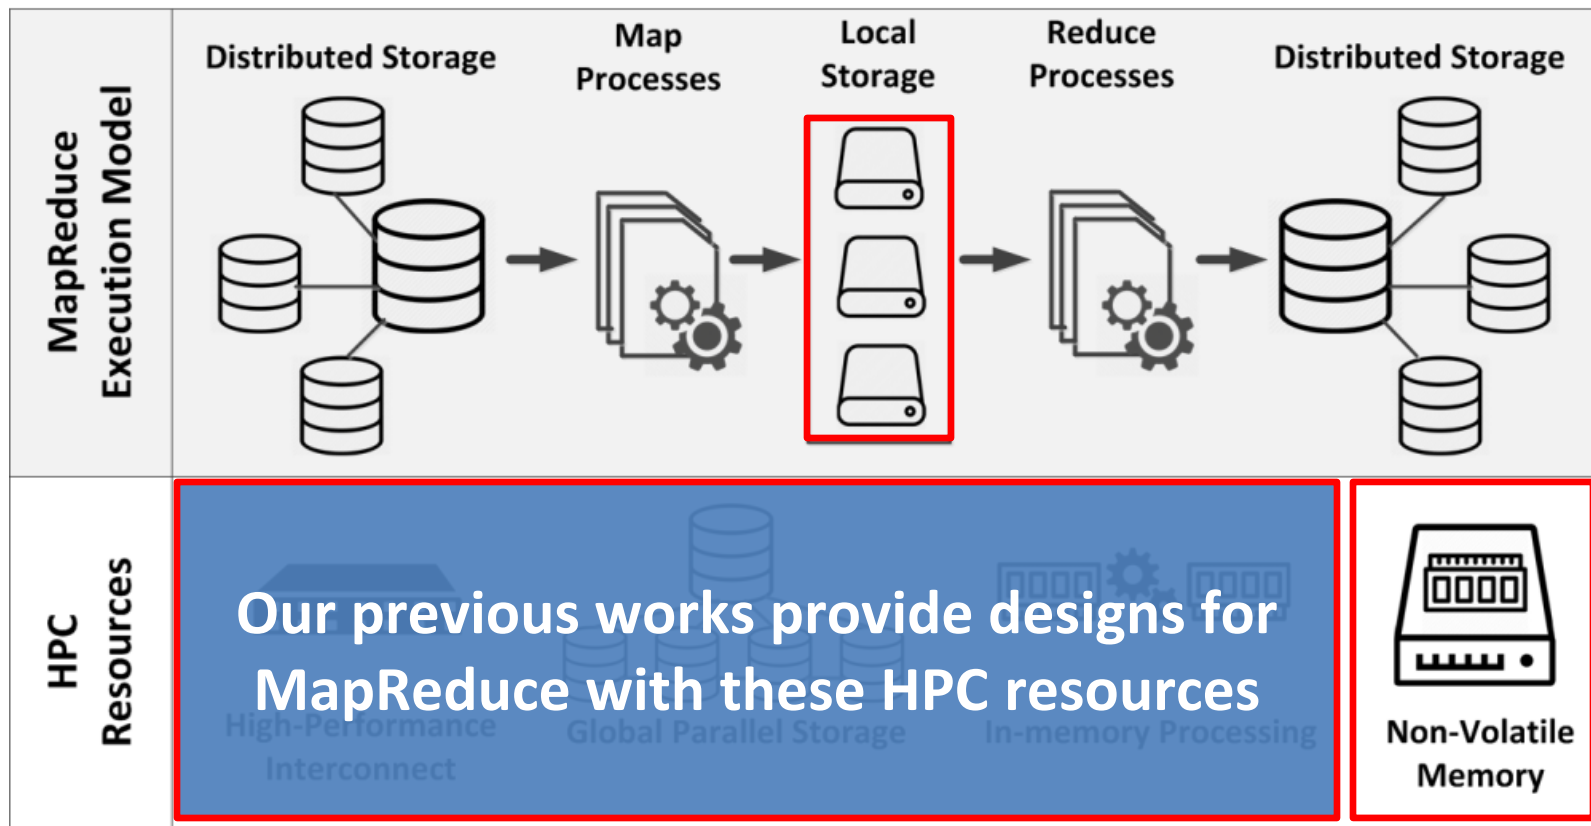 MapReduce
Execution Model
Distributed Storage
Map
Processes
Local
Storage
Reduce
Processes
Distributed Storage
HPC
Resources
Our previous works provide designs for
MapReduce with these HPC resources
High-Performance
Interconnect
Global Parallel Storage
In-memory Processing
Non-Volatile
Memory